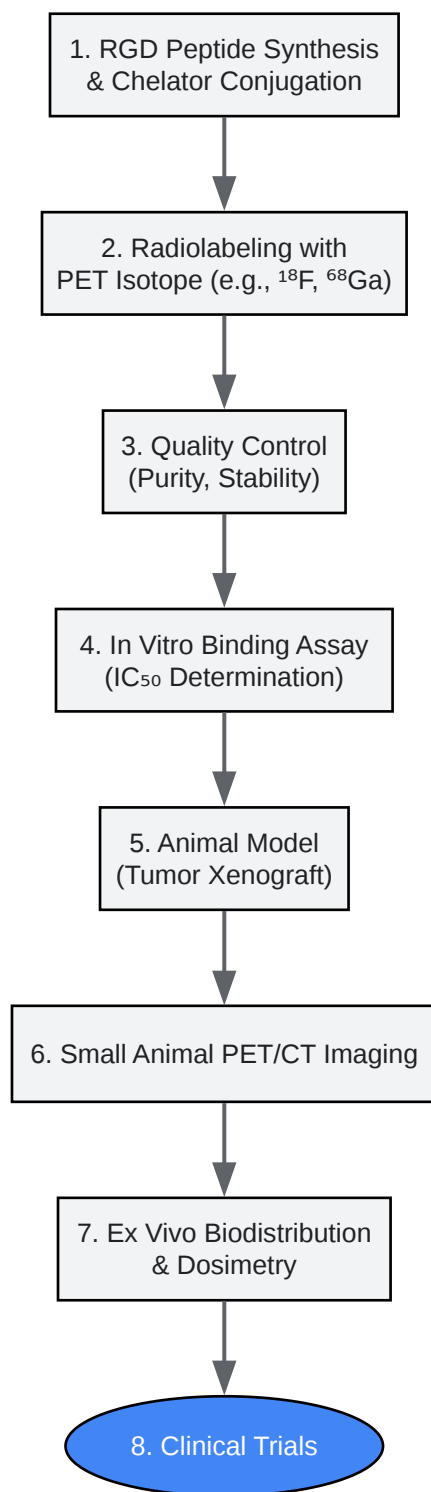 1. RGD Peptide Synthesis
& Chelator Conjugation
2. Radiolabeling with
PET Isotope (e.g., ¹⁸F, ⁶⁸Ga)
3. Quality Control
(Purity, Stability)
4. In Vitro Binding Assay
(IC₅₀ Determination)
5. Animal Model
(Tumor Xenograft)
6. Small Animal PET/CT Imaging
7. Ex Vivo Biodistribution
& Dosimetry
8. Clinical Trials